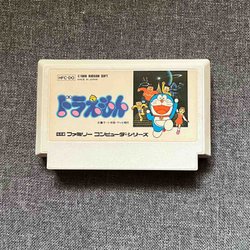 HFC-DO
©1986 HUDSON SOFT
MADE IN JAPAN
ドラえもん
ファミリー コンピュータ・シリーズ